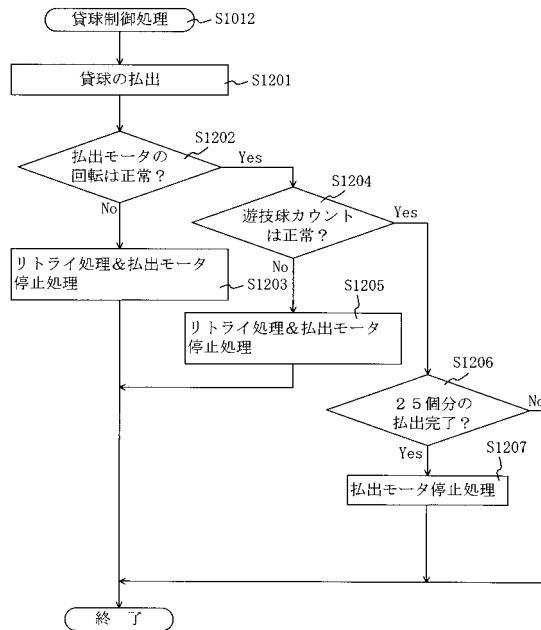 貸球制御処理
S1012
貸球の払出
S1201
払出モータの
回転は正常？
S1202
Yes
No
遊技球カウント
は正常？
S1204
Yes
No
リトライ処理＆払出モータ
停止処理
S1203
リトライ処理＆払出モータ
停止処理
S1205
２５個分の
払出完了？
S1206
No
Yes
払出モータ停止処理
S1207
終 了